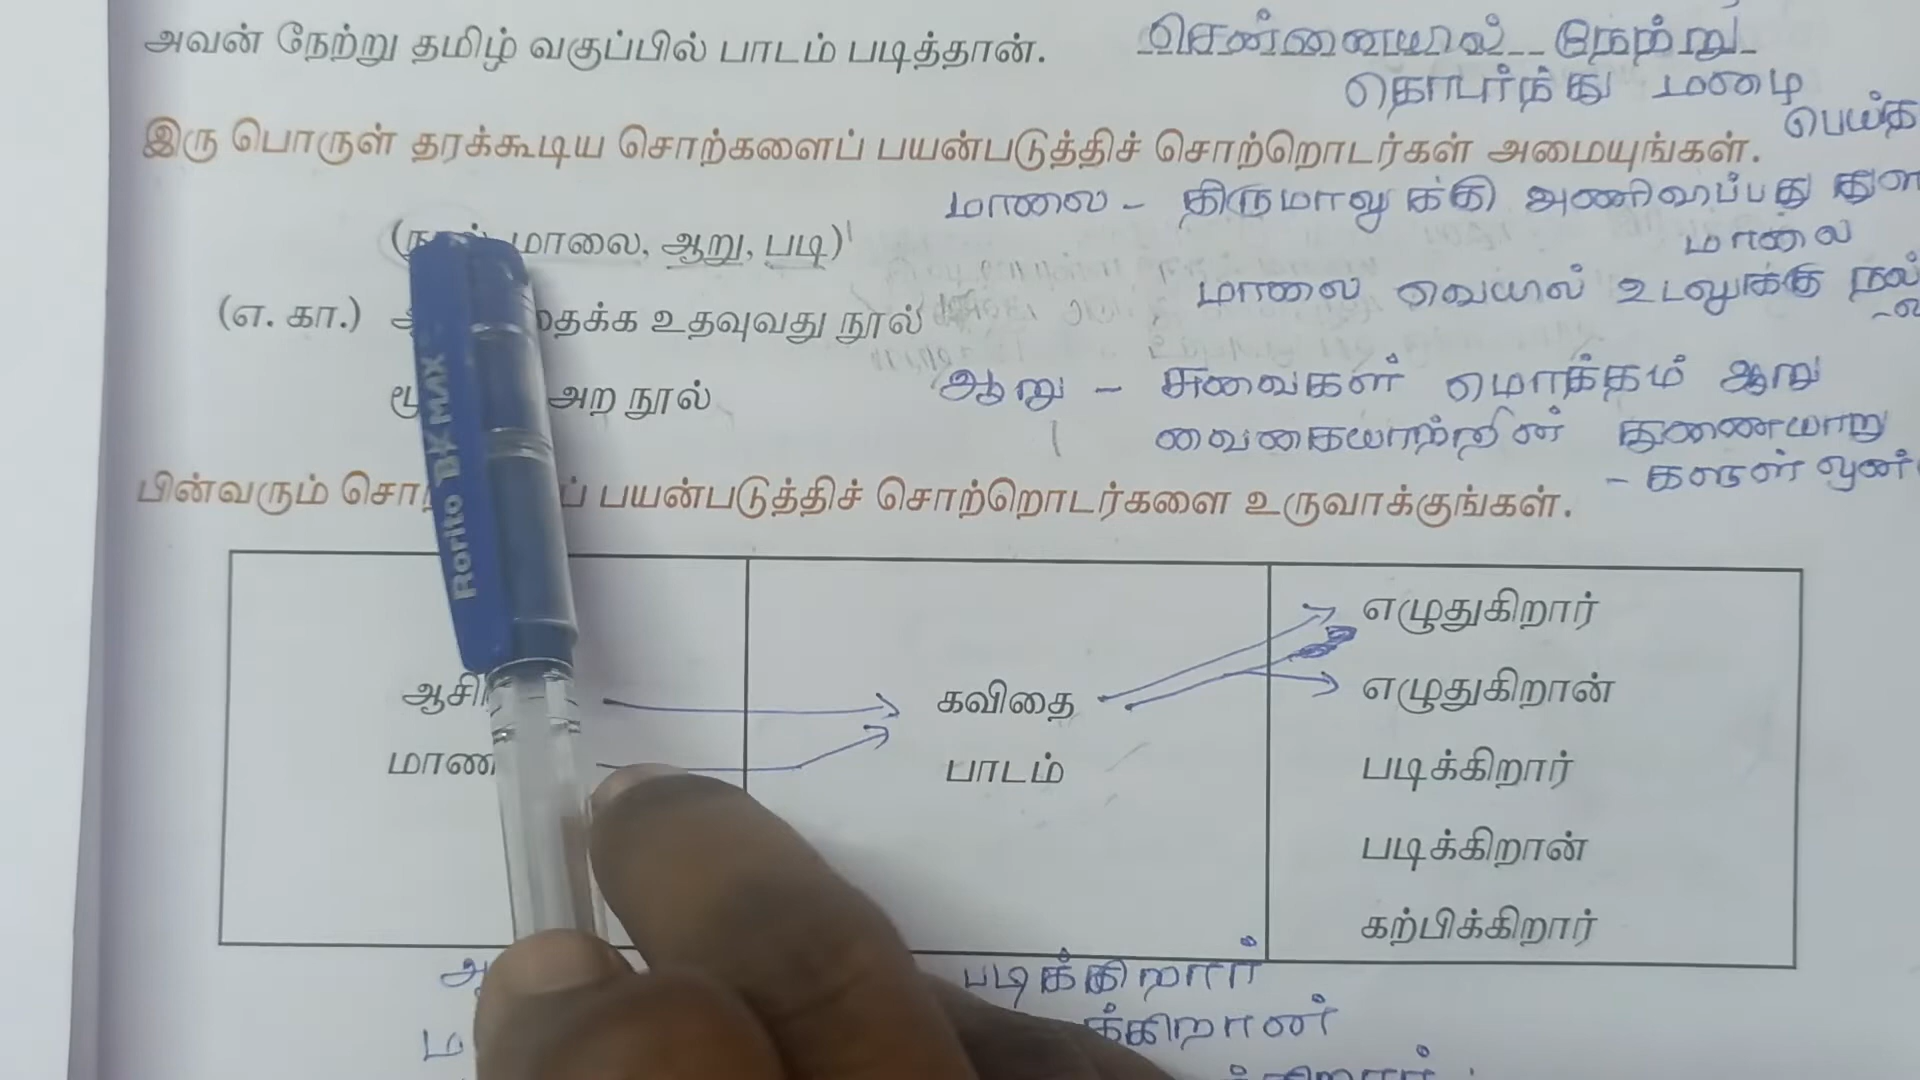 அவன் நேற்று தமிழ் வகுப்பில் பாடம் படித்தான்.
சென்னையில் நேற்று
தொடர்ந்து மழை
இரு பொருள் தரக்கூடிய சொற்களைப் பயன்படுத்திச் சொற்றொடர்கள் அமையுங்கள்.
மாலை - திருமாலுக்கு அணிவிப்பது
மாலை
மாலை, ஆறு, படி)
மாலை வெயில் உடலுக்கு
(எ. கா.) தைக்க உதவுவது நூல்
அற நூல்
ஆறு - சுவைகள் மொத்தம் ஆறு
வைகையாற்றின் துணையாறு
பின்வரும் பயன்படுத்திச் சொற்றொடர்களை உருவாக்குங்கள்.
எழுதுகிறார்
கவிதை எழுதுகிறான்
பாடம் படிக்கிறார்
படிக்கிறான்
கற்பிக்கிறார்
படிக்கிறார்
Rorito MAX